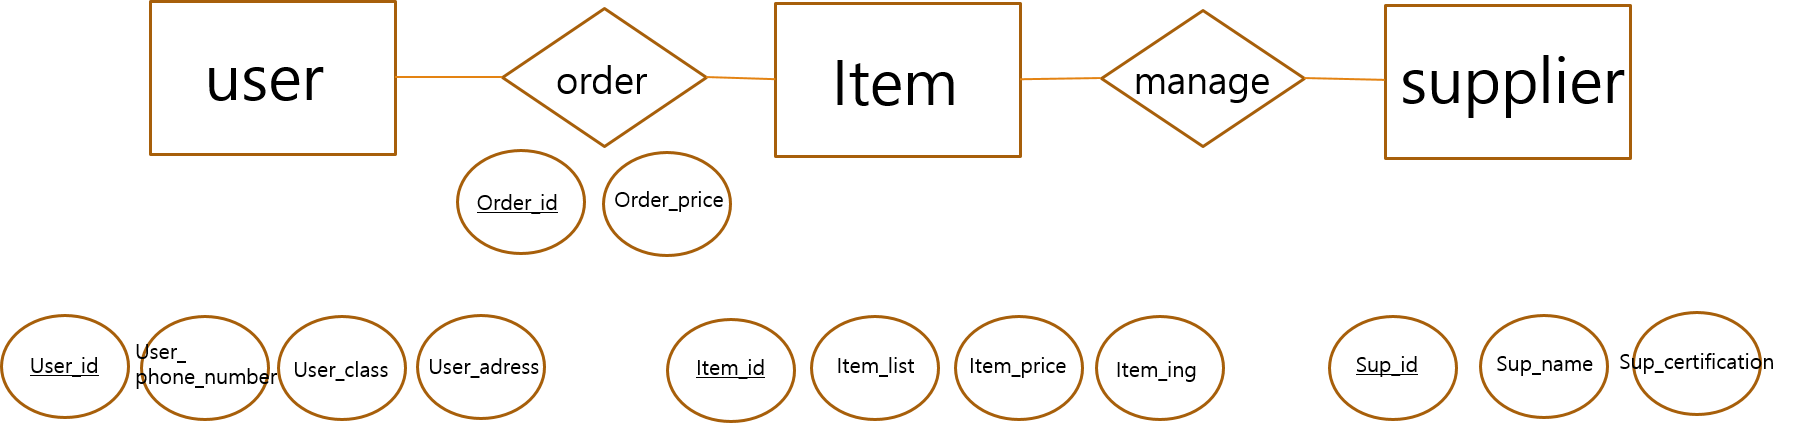 user
order
Item
manage
supplier
Order_id
Order_price
User_id
User_
phone_number
User_class
User_adress
Item_id
Item_list
Item_price
Item_ing
Sup_id
Sup_name
Sup_certification